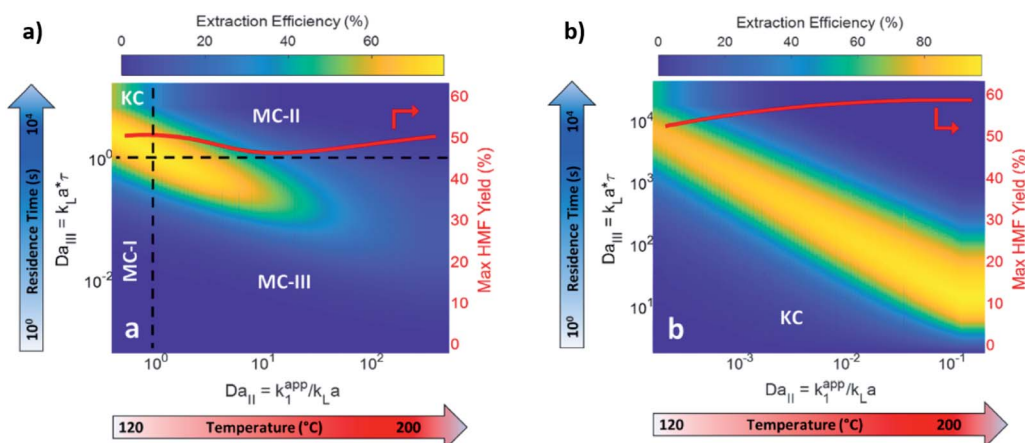 a)
Extraction Efficiency (%)
0 20 40 60
KC
MC-II
MC-I
MC-III
a
Residence Time (s)
10⁴
10⁰
Da_III = k_L a*τ
10⁰
10⁻²
60
50
40
30
20
10
0
Max HMF Yield (%)
10⁰ 10¹ 10²
Da_II = k₁^app/k_L a
120 Temperature (°C) 200
b)
Extraction Efficiency (%)
0 20 40 60 80
KC
b
Residence Time (s)
10⁴
10⁰
Da_III = k_L a*τ
10⁴
10³
10²
10¹
60
50
40
30
20
10
0
Max HMF Yield (%)
10⁻³ 10⁻² 10⁻¹
Da_II = k₁^app/k_L a
120 Temperature (°C) 200